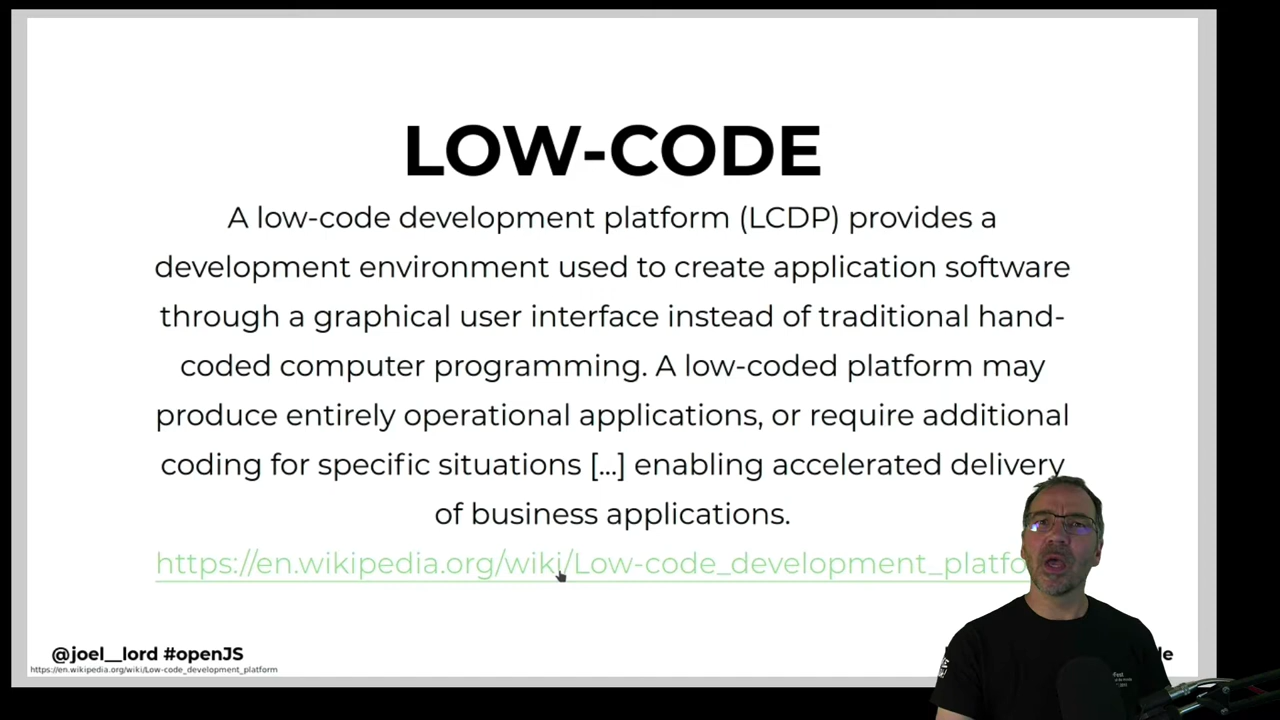 LOW-CODE
A low-code development platform (LCDP) provides a
development environment used to create application software
through a graphical user interface instead of traditional hand-
coded computer programming. A low-coded platform may
produce entirely operational applications, or require additional
coding for specific situations [...] enabling accelerated delivery
of business applications.
https://en.wikipedia.org/wiki/Low-code_development_platfo
@joel__lord #openJS
https://en.wikipedia.org/wiki/Low-code_development_platform